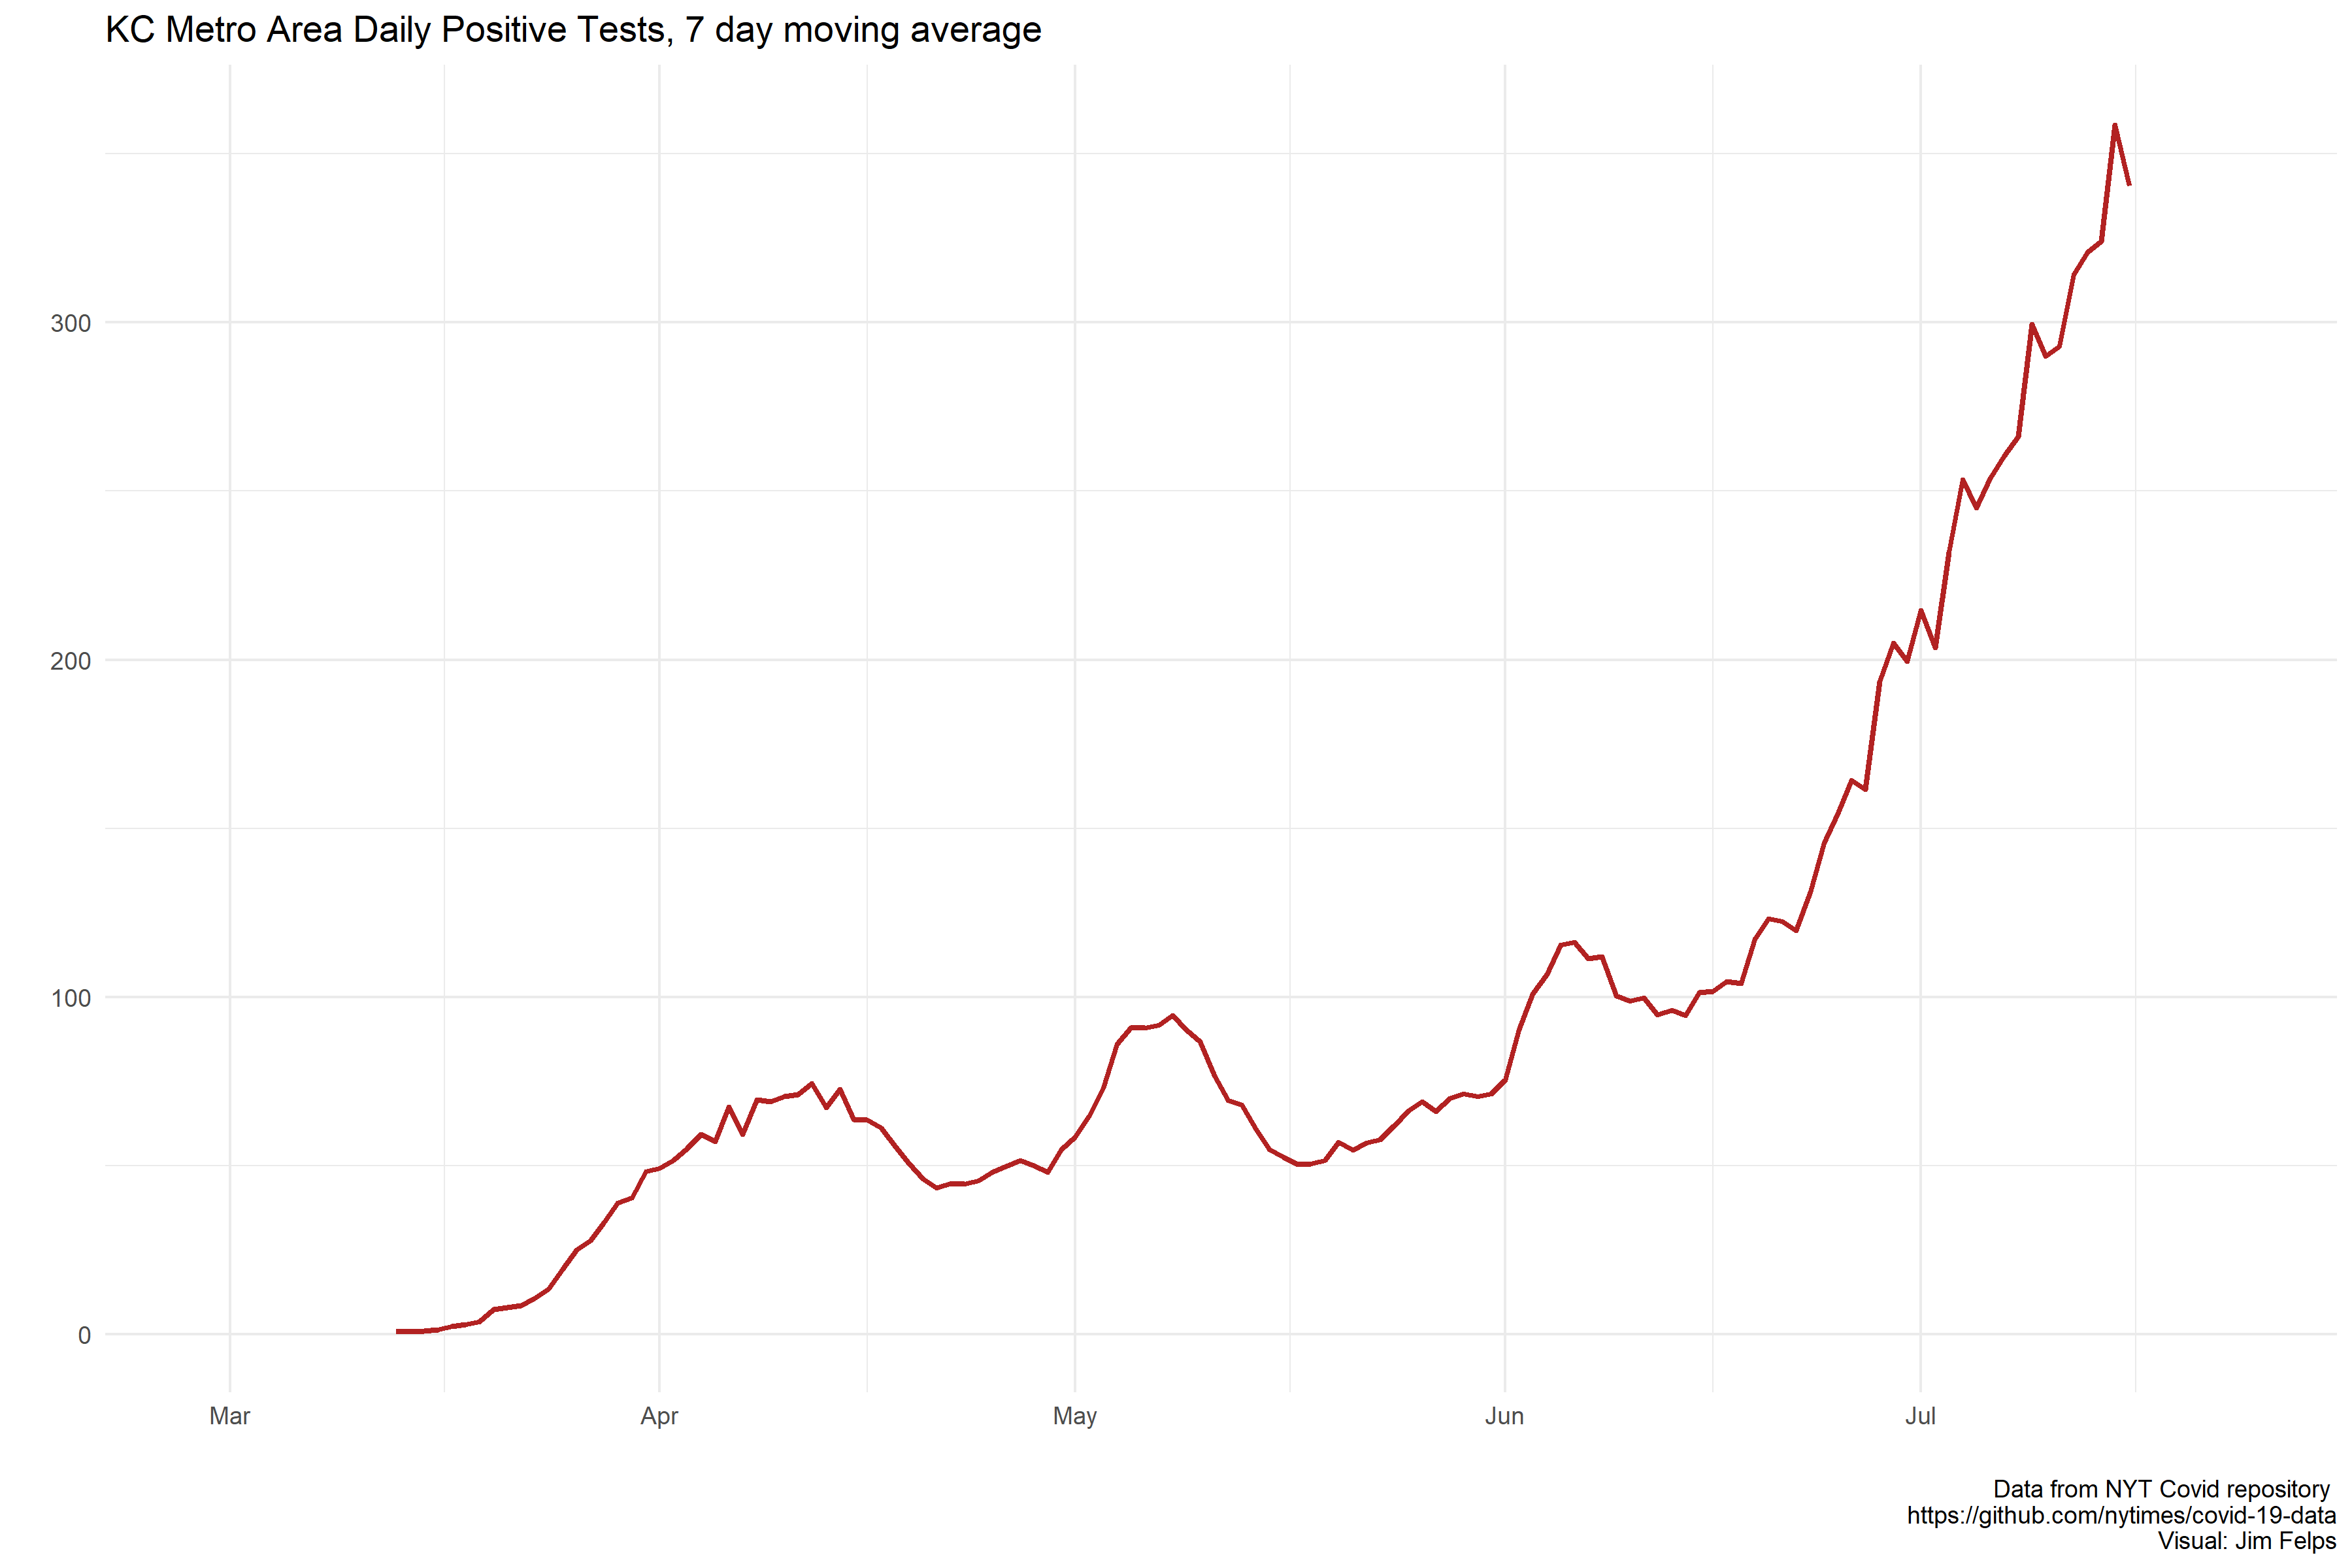 KC Metro Area Daily Positive Tests, 7 day moving average
300
200
100
0
Mar
Apr
May
Jun
Jul
Data from NYT Covid repository
https://github.com/nytimes/covid-19-data
Visual: Jim Felps